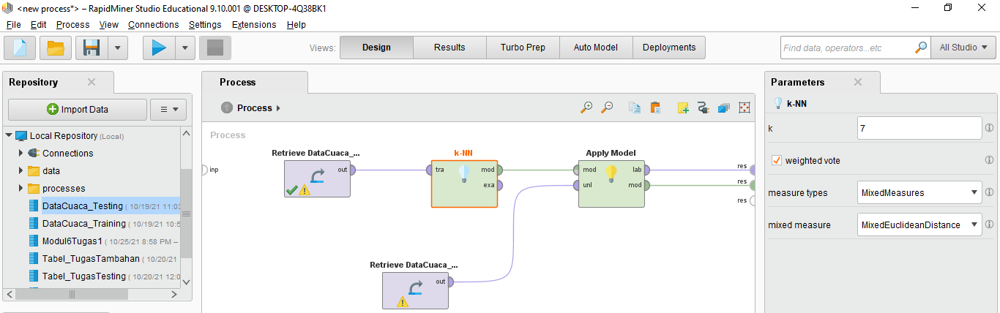 <new process*> – RapidMiner Studio Educational 9.10.001 @ DESKTOP-4Q38BK1
File Edit Process View Connections Settings Extensions Help
Views: Design Results Turbo Prep Auto Model Deployments
Find data, operators...etc
All Studio
Repository
Import Data
Local Repository (Local)
Connections
data
processes
DataCuaca_Testing ( 10/19/21 11:03
DataCuaca_Training ( 10/19/21 10:5
Modul6Tugas1 ( 10/25/21 8:58 PM –
Tabel_TugasTambahan ( 10/20/21
Tabel_TugasTesting ( 10/20/21 12:0
Process
Process
Process
inp
Retrieve DataCuaca_...
out
k-NN
tra mod
exa
Apply Model
mod lab
unl mod
res
res
res
Retrieve DataCuaca_...
out
Parameters
k-NN
k 7
weighted vote
measure types MixedMeasures
mixed measure MixedEuclideanDistance